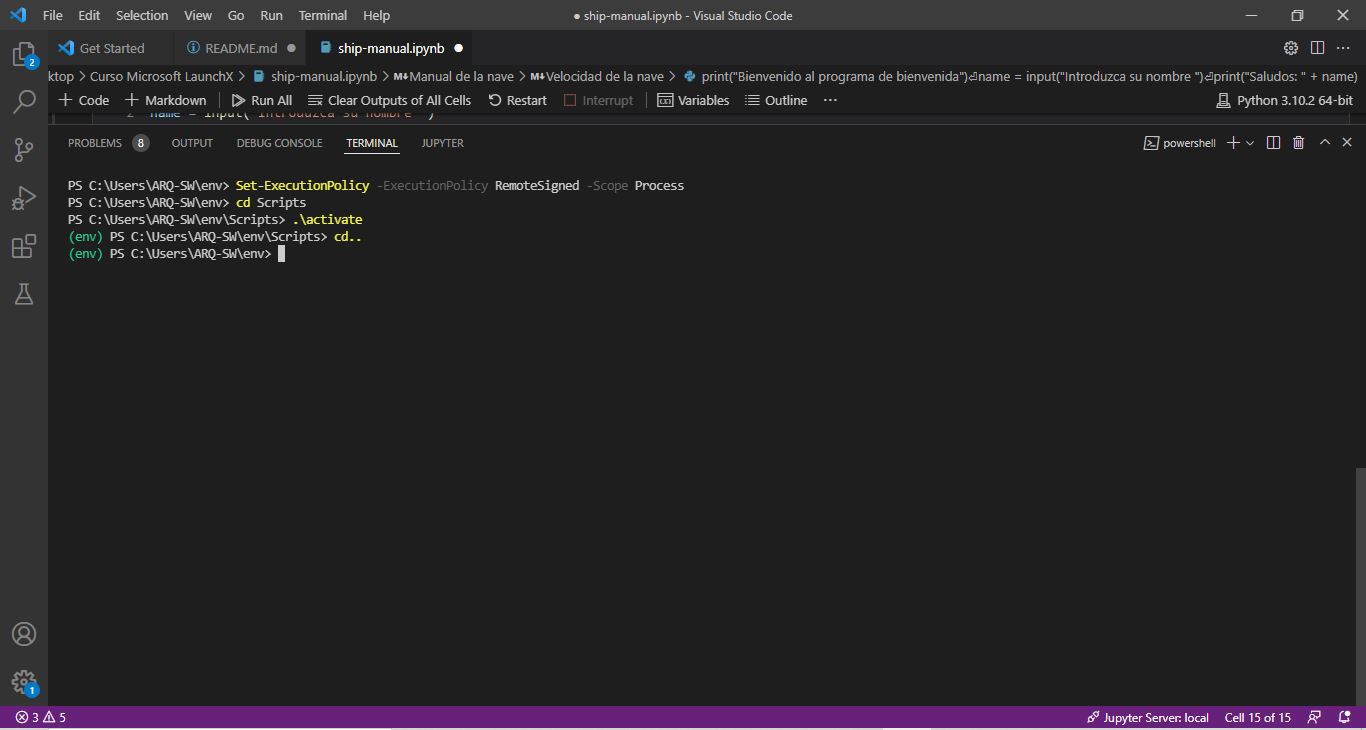 File Edit Selection View Go Run Terminal Help ● ship-manual.ipynb - Visual Studio Code
Get Started README.md ● ship-manual.ipynb ●
2
ktop > Curso Microsoft LaunchX > ship-manual.ipynb > M↓Manual de la nave > M↓Velocidad de la nave > print("Bienvenido al programa de bienvenida")⏎name = input("Introduzca su nombre ")⏎print("Saludos: " + name)
+ Code + Markdown Run All Clear Outputs of All Cells Restart Interrupt Variables Outline ··· Python 3.10.2 64-bit
2 name = input("Introduzca su nombre ")
PROBLEMS 8 OUTPUT DEBUG CONSOLE TERMINAL JUPYTER powershell
PS C:\Users\ARQ-SW\env> Set-ExecutionPolicy -ExecutionPolicy RemoteSigned -Scope Process
PS C:\Users\ARQ-SW\env> cd Scripts
PS C:\Users\ARQ-SW\env\Scripts> .\activate
(env) PS C:\Users\ARQ-SW\env\Scripts> cd..
(env) PS C:\Users\ARQ-SW\env>
1
3 5 Jupyter Server: local Cell 15 of 15